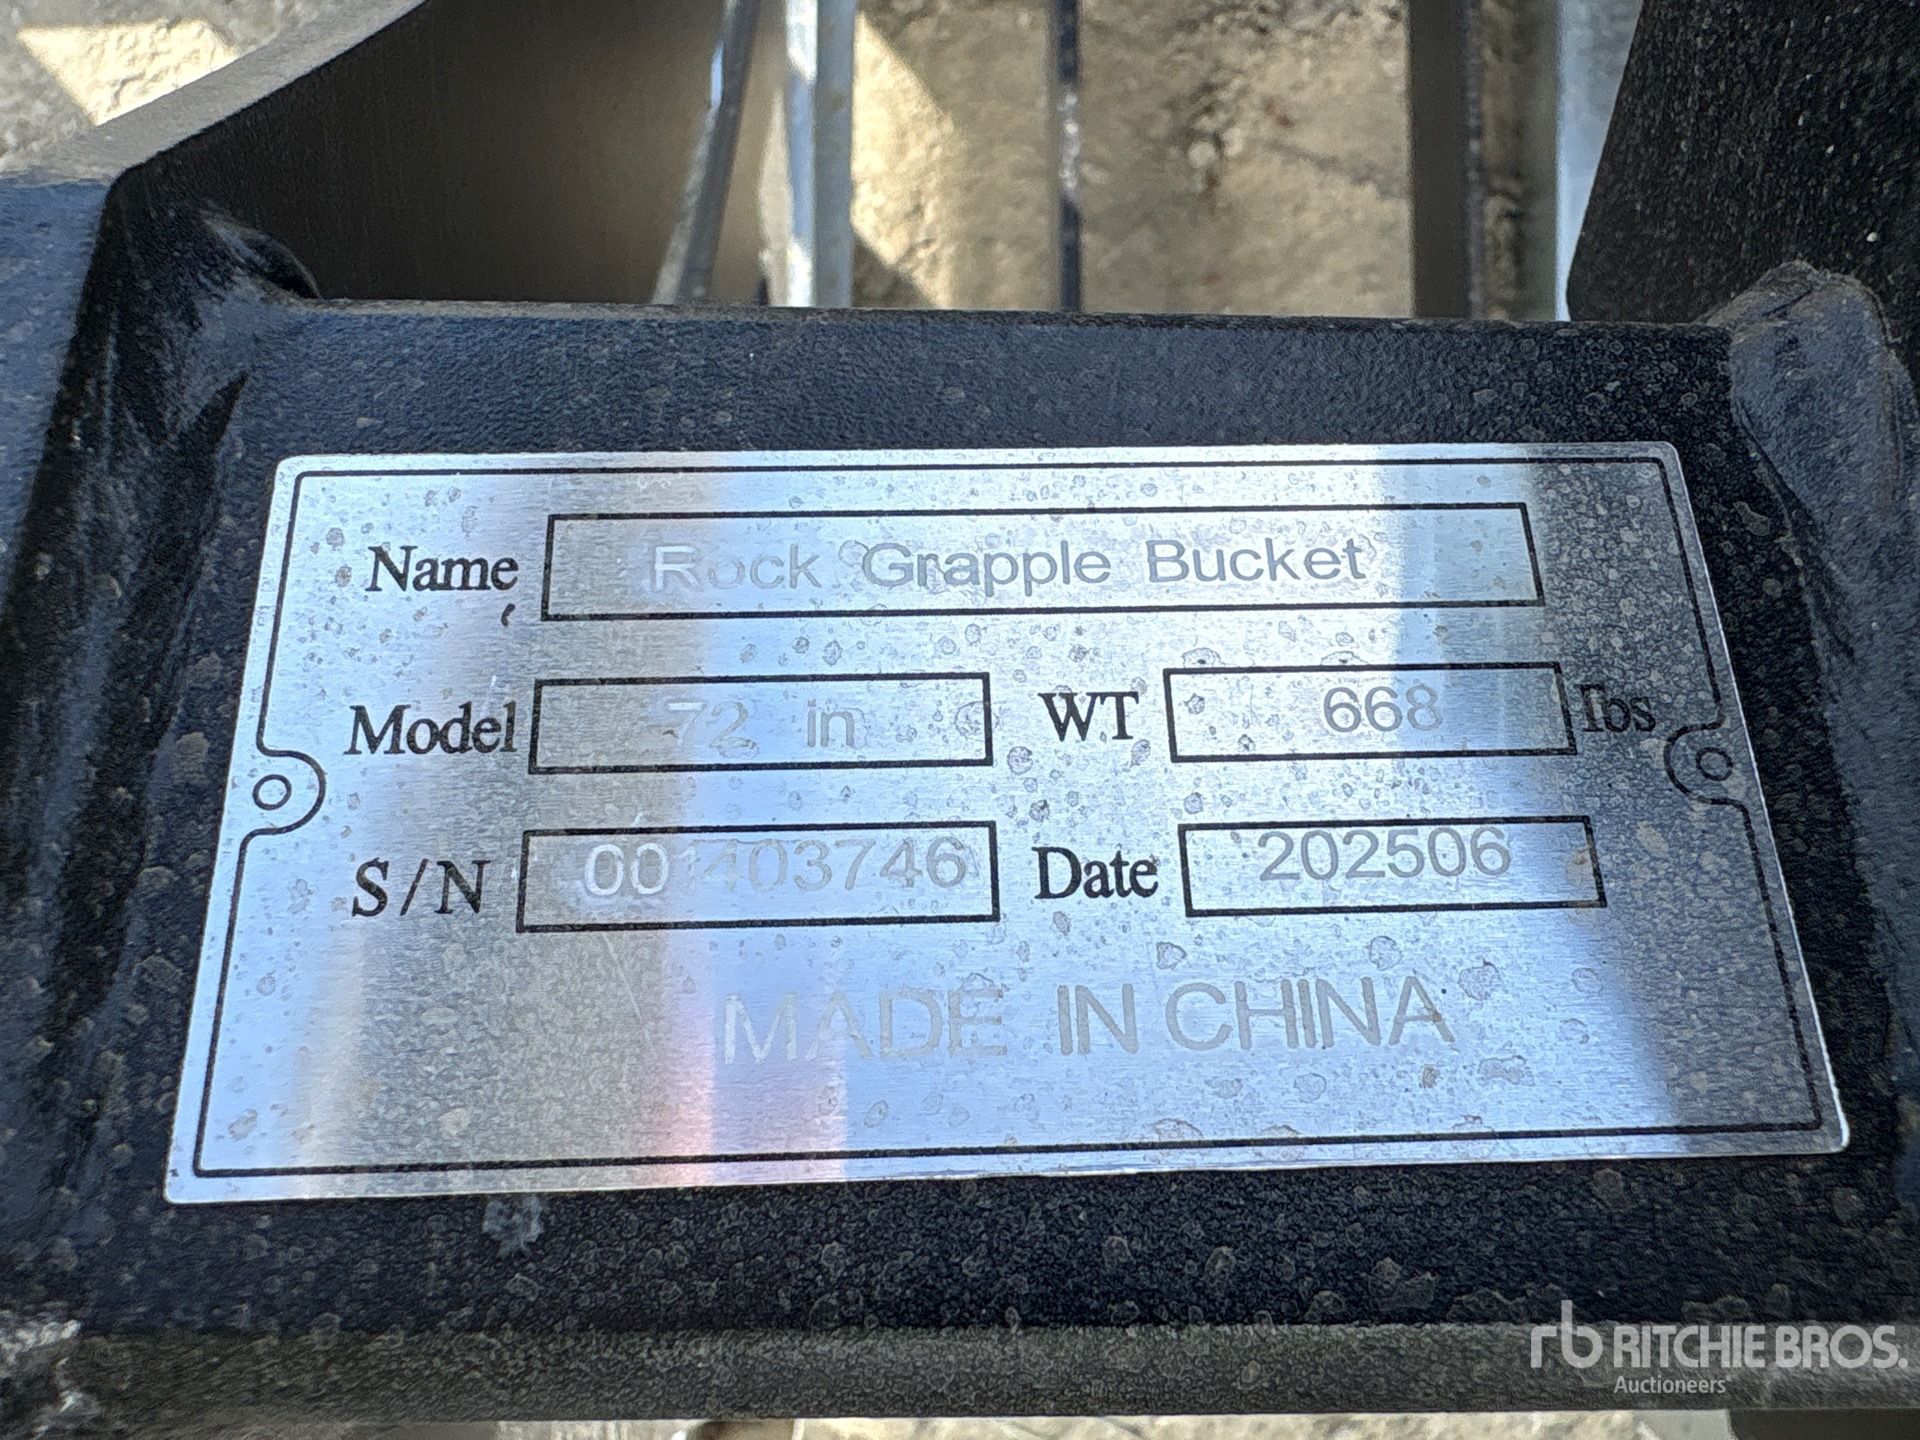 Name Rock Grapple Bucket
Model 72 in WT 668 lbs
S/N 001403746 Date 202506
MADE IN CHINA
rb RITCHIE BROS.
Auctioneers